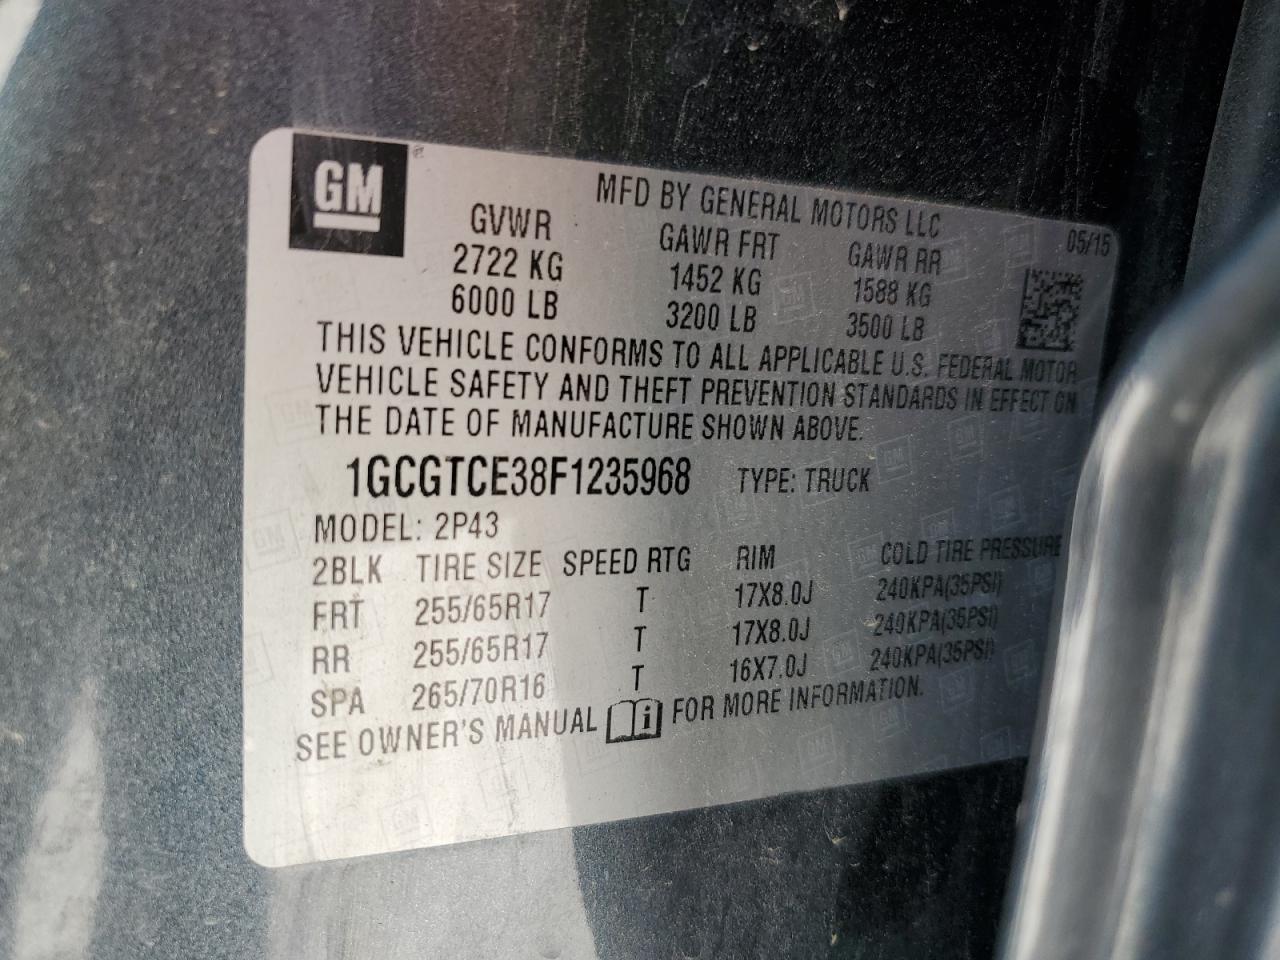 GM
MFD BY GENERAL MOTORS LLC
05/15
GVWR GAWR FRT GAWR RR
2722 KG 1452 KG 1588 KG
6000 LB 3200 LB 3500 LB
THIS VEHICLE CONFORMS TO ALL APPLICABLE U.S. FEDERAL MOTOR
VEHICLE SAFETY AND THEFT PREVENTION STANDARDS IN EFFECT ON
THE DATE OF MANUFACTURE SHOWN ABOVE.
1GCGTCE38F1235968 TYPE: TRUCK
MODEL: 2P43
2BLK TIRE SIZE SPEED RTG RIM COLD TIRE PRESSURE
FRT 255/65R17 T 17X8.0J 240KPA(35PSI)
RR 255/65R17 T 17X8.0J 240KPA(35PSI)
SPA 265/70R16 T 16X7.0J 240KPA(35PSI)
SEE OWNER'S MANUAL i FOR MORE INFORMATION.